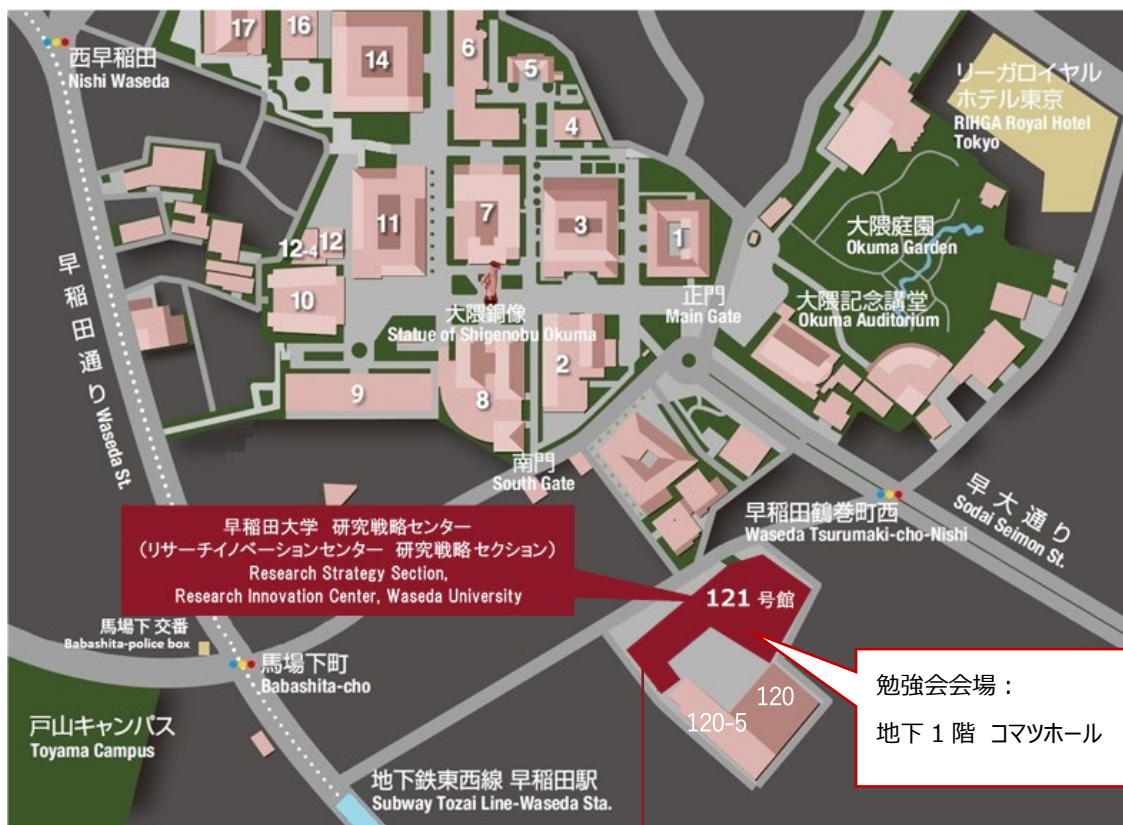 17
16
14
6
5
4
西早稲田
Nishi Waseda
リーガロイヤル
ホテル東京
RIHGA Royal Hotel
Tokyo
11
7
3
1
12-4
12
10
大隈庭園
Okuma Garden
大隈銅像
Statue of Shigenobu Okuma
正門
Main Gate
大隈記念講堂
Okuma Auditorium
早稲田通り Waseda St.
9
8
2
南門
South Gate
早稲田鶴巻町西
Waseda Tsurumaki-cho-Nishi
早大通り
Sodai Seimon St.
早稲田大学 研究戦略センター
(リサーチイノベーションセンター 研究戦略セクション)
Research Strategy Section,
Research Innovation Center, Waseda University
121 号館
馬場下 交番
Babashita-police box
馬場下町
Babashita-cho
120
120-5
勉強会会場:
地下 1 階 コマツホール
戸山キャンパス
Toyama Campus
地下鉄東西線 早稲田駅
Subway Tozai Line-Waseda Sta.